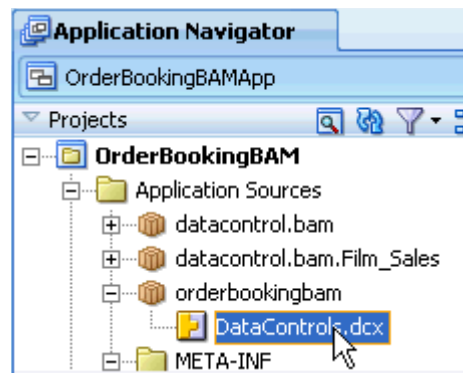 Application Navigator
OrderBookingBAMApp
Projects
OrderBookingBAM
Application Sources
datacontrol.bam
datacontrol.bam.Film_Sales
orderbookingbam
DataControls.dcx
META-INF